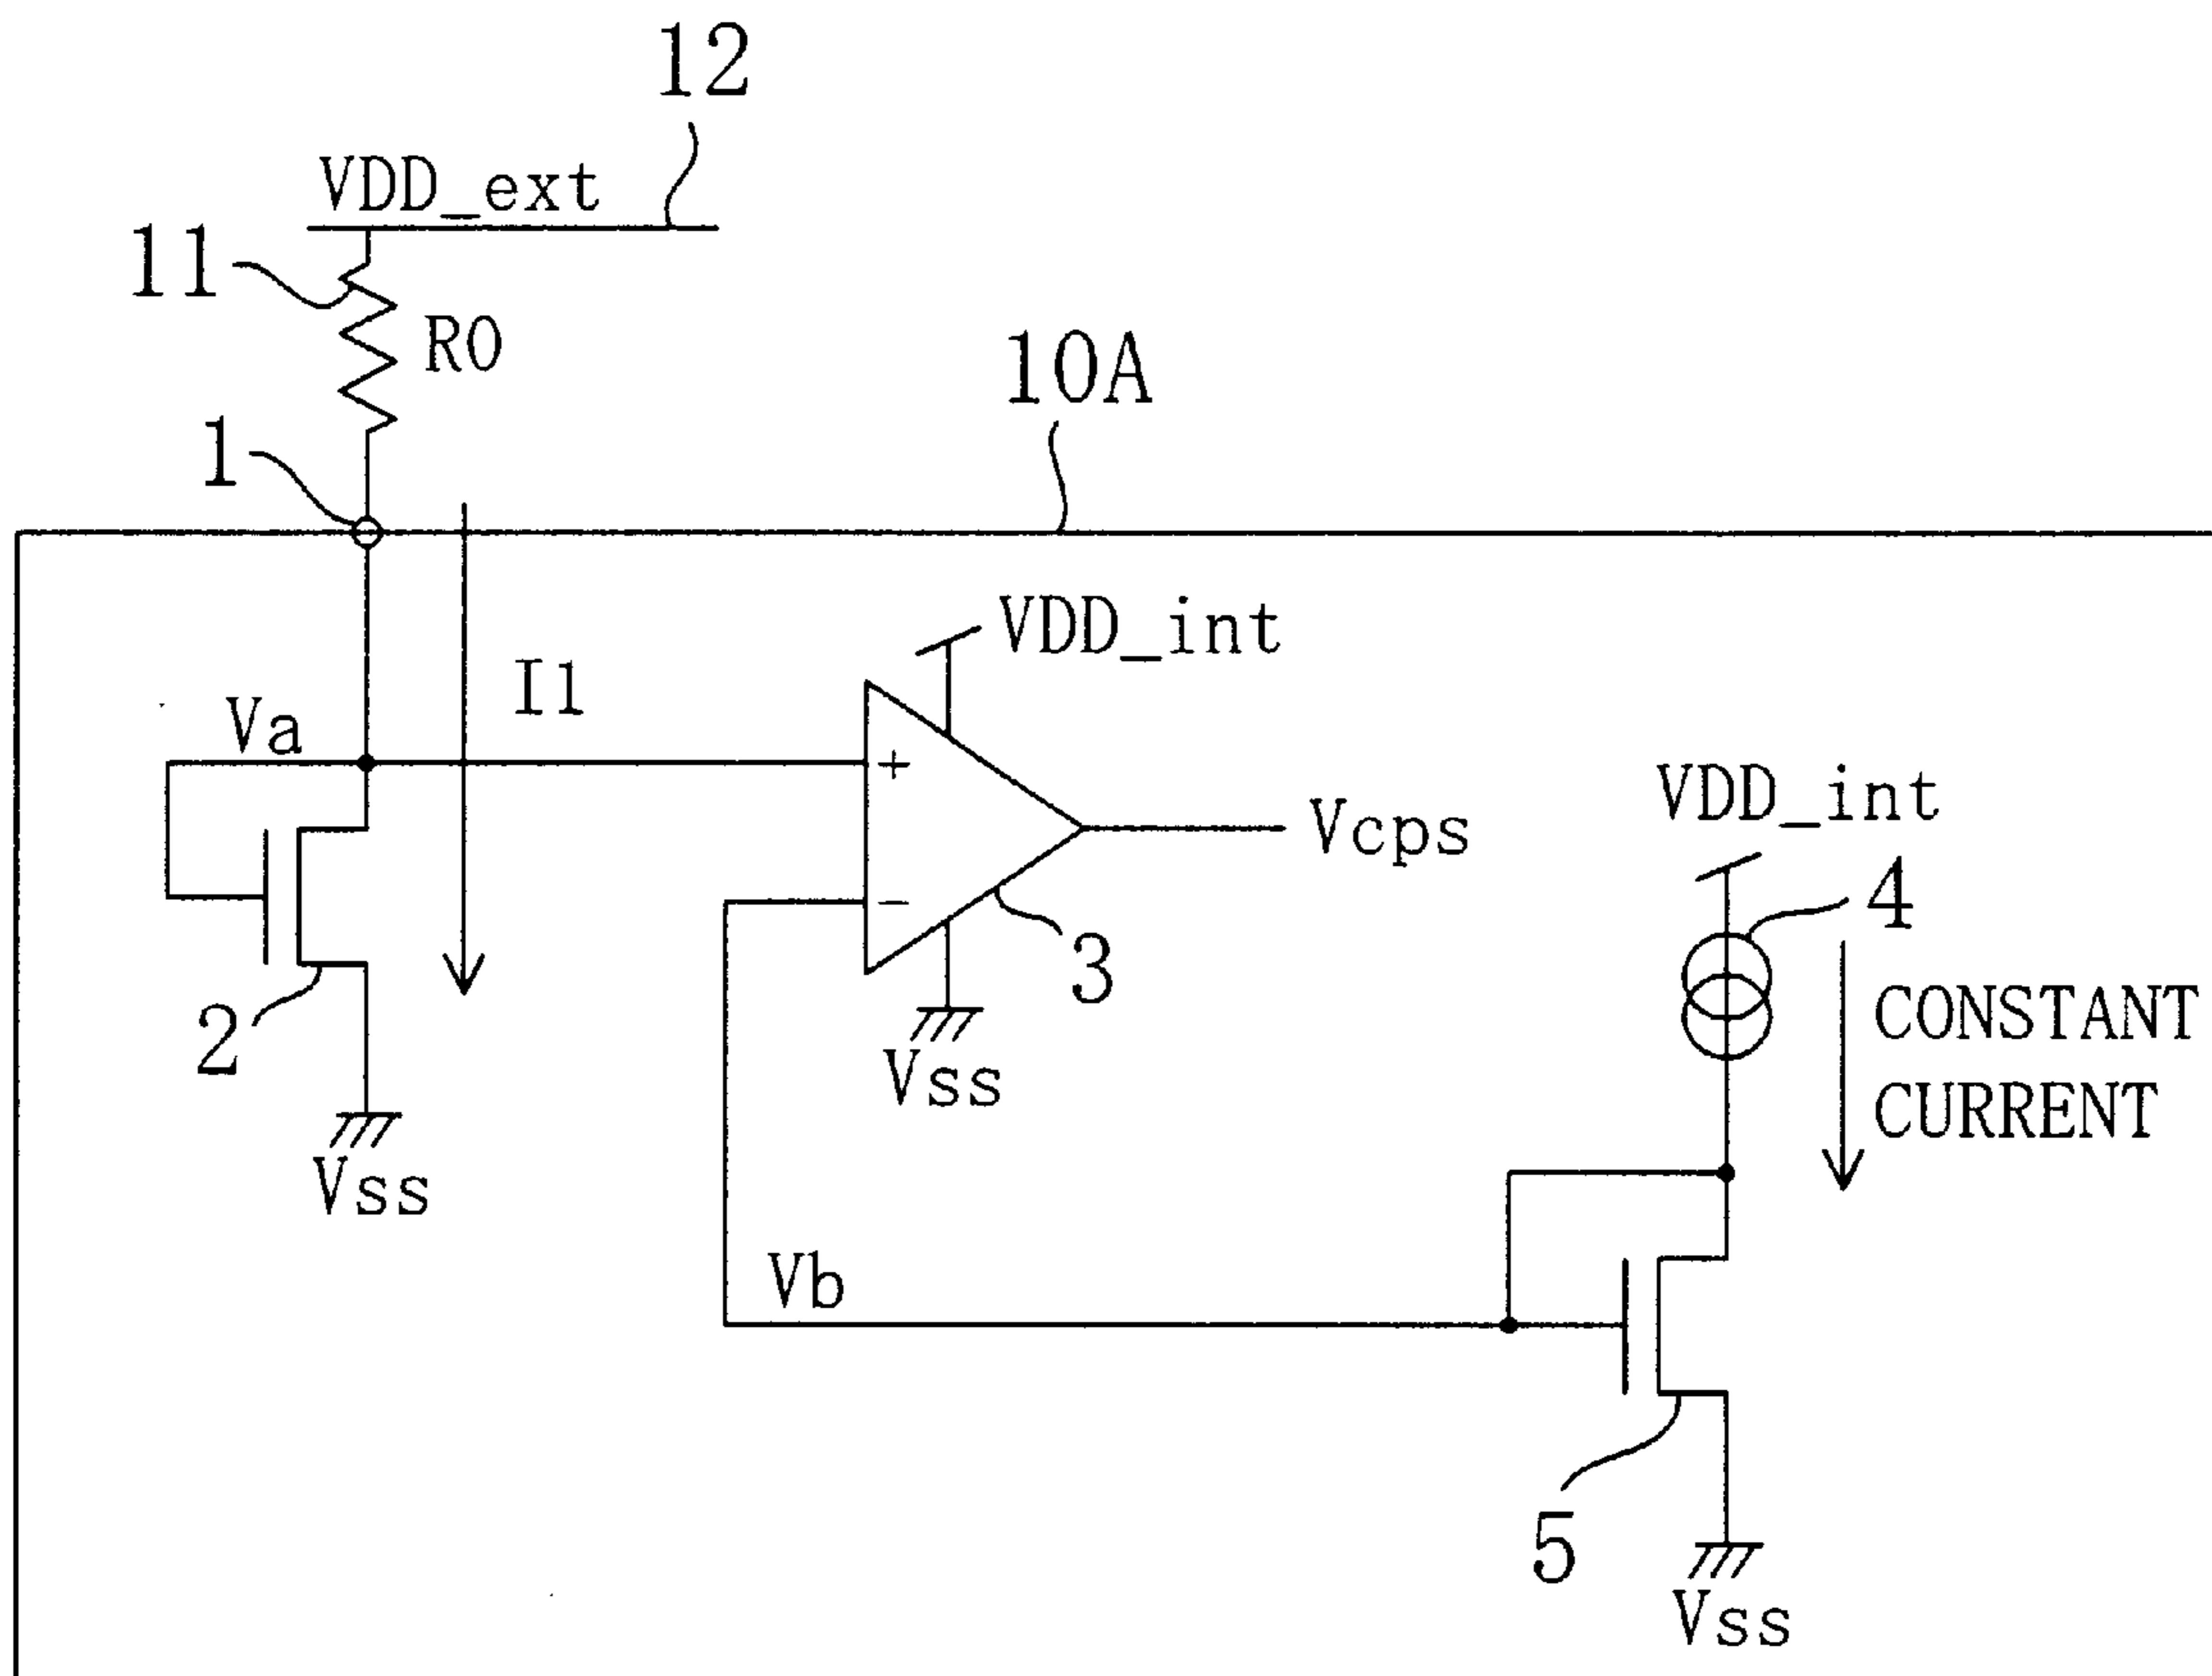 12
VDD_ext
11
R0
10A
1
VDD_int
I1
Va
+
VDD_int
Vcps
4
−
3
CONSTANT
2
Vss
CURRENT
Vss
Vb
5
Vss